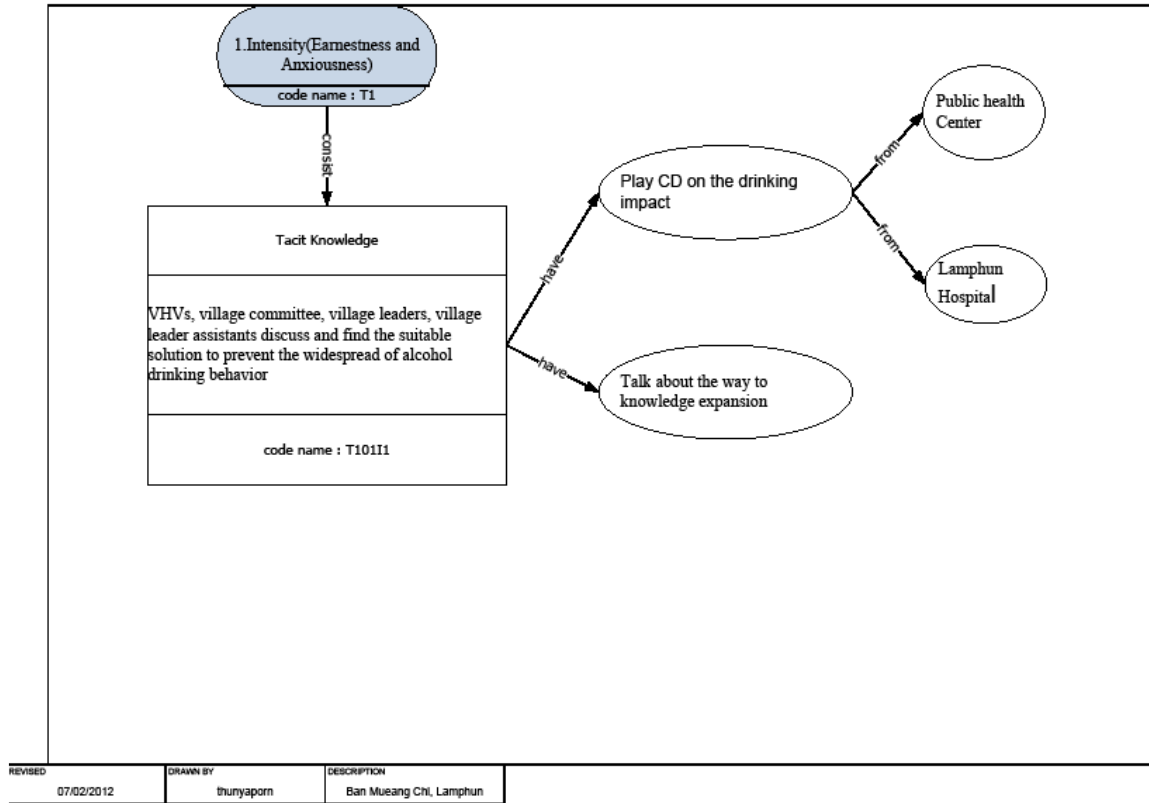 1.Intensity(Earnestness and
Anxiousness)
code name : T1
consist
Tacit Knowledge
VHVs, village committee, village leaders, village
leader assistants discuss and find the suitable
solution to prevent the widespread of alcohol
drinking behavior
code name : T101I1
have
Play CD on the drinking
impact
from
Public health
Center
from
Lamphun
Hospital
have
Talk about the way to
knowledge expansion
REVISED
07/02/2012
DRAWN BY
thunyaporn
DESCRIPTION
Ban Mueang Chi, Lamphun